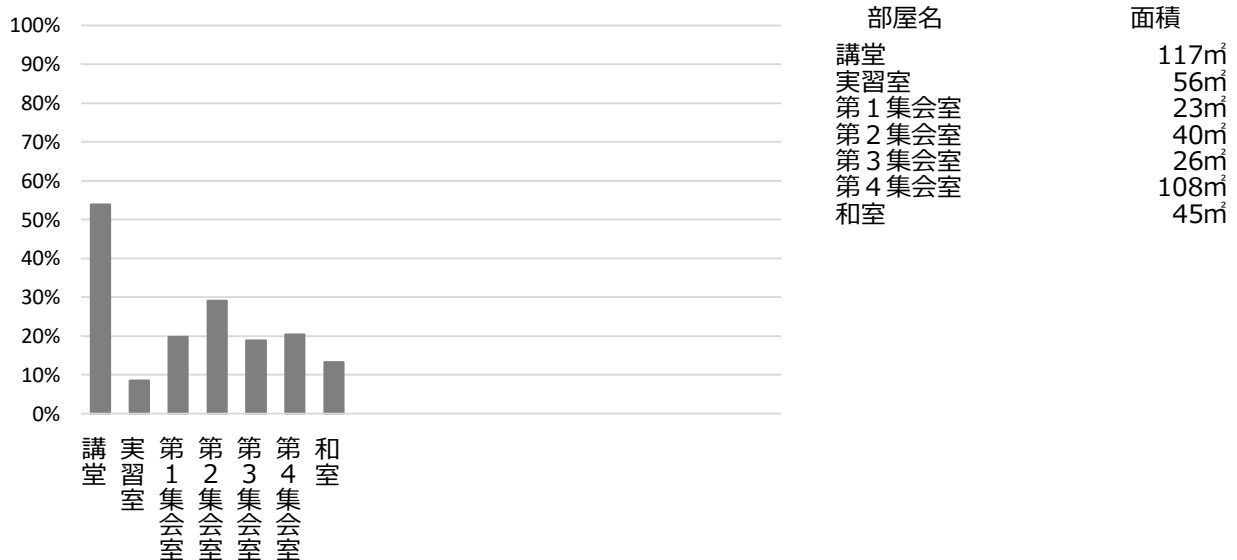 100%
90%
80%
70%
60%
50%
40%
30%
20%
10%
0%
講堂
実習室
第1集会室
第2集会室
第3集会室
第4集会室
和室
部屋名 面積
講堂 117㎡
実習室 56㎡
第１集会室 23㎡
第２集会室 40㎡
第３集会室 26㎡
第４集会室 108㎡
和室 45㎡